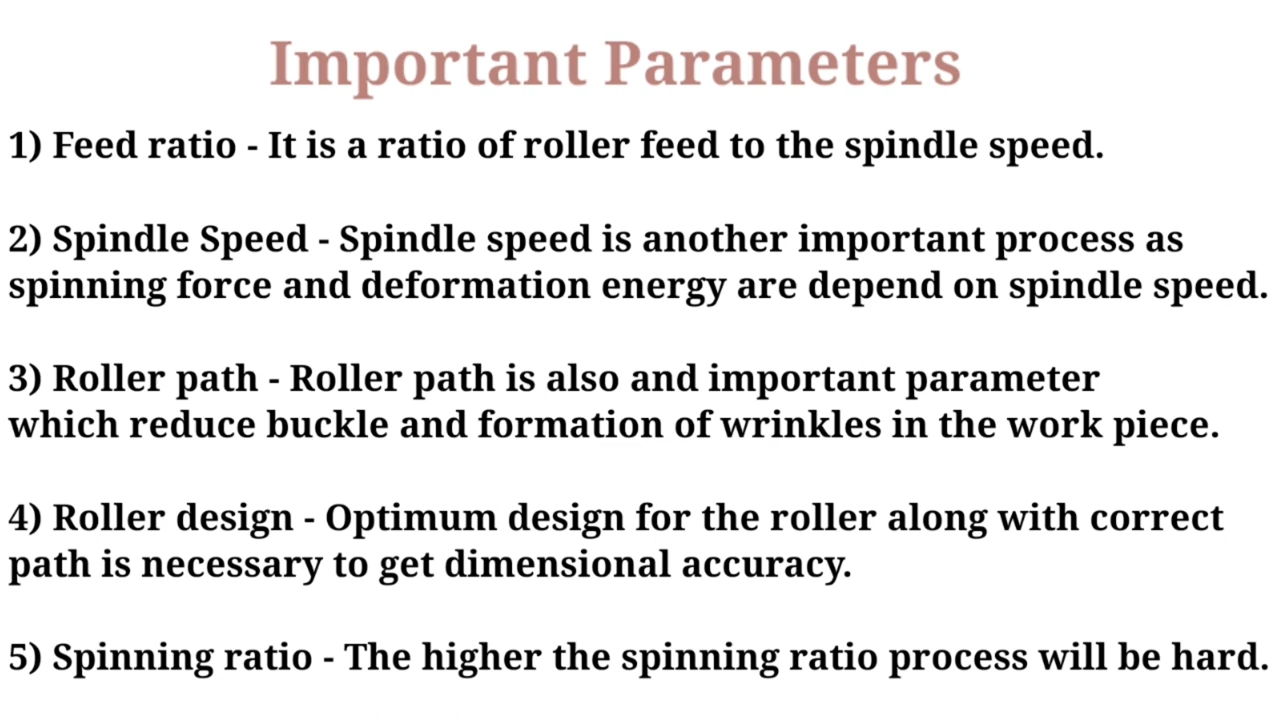 Important Parameters
1) Feed ratio - It is a ratio of roller feed to the spindle speed.
2) Spindle Speed - Spindle speed is another important process as
spinning force and deformation energy are depend on spindle speed.
3) Roller path - Roller path is also and important parameter
which reduce buckle and formation of wrinkles in the work piece.
4) Roller design - Optimum design for the roller along with correct
path is necessary to get dimensional accuracy.
5) Spinning ratio - The higher the spinning ratio process will be hard.